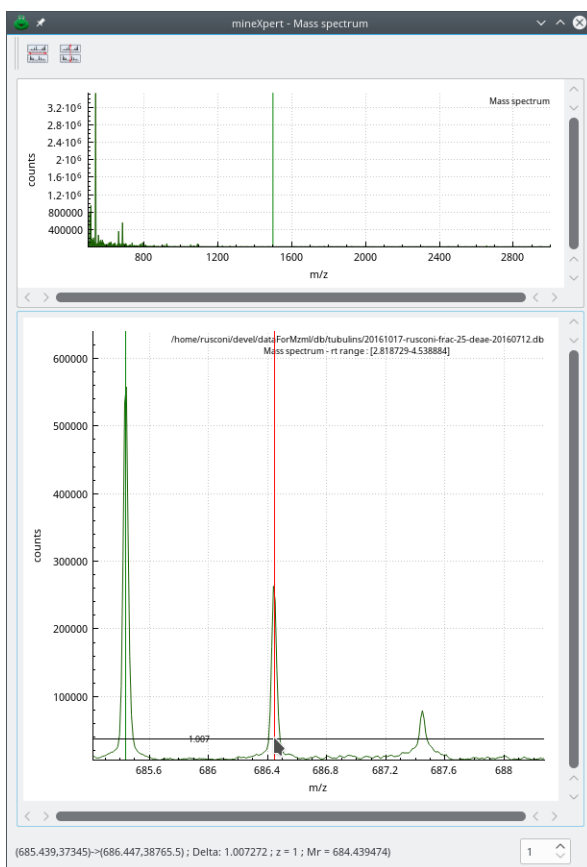 mineXpert - Mass spectrum
Mass spectrum
3.2·10⁶
2.8·10⁶
2.4·10⁶
2·10⁶
1.6·10⁶
1.2·10⁶
800000
400000
counts
800 1200 1600 2000 2400 2800
m/z
/home/rusconi/devel/dataForMzml/db/tubulins/20161017-rusconi-frac-25-deae-20160712.db
Mass spectrum - rt range : [2.818729-4.538884]
600000
500000
400000
300000
200000
100000
counts
1.007
685.6 686 686.4 686.8 687.2 687.6 688
m/z
(685.439,37345)->(686.447,38765.5) ; Delta: 1.007272 ; z = 1 ; Mr = 684.439474)
1